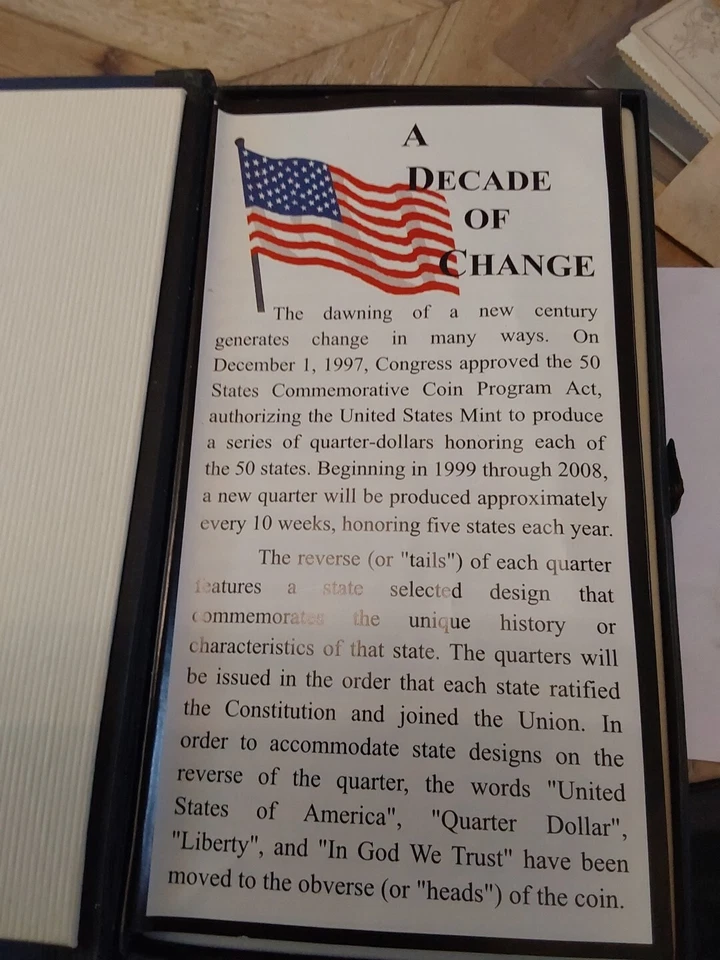 A
DECADE
OF
CHANGE
The dawning of a new century
generates change in many ways. On
December 1, 1997, Congress approved the 50
States Commemorative Coin Program Act,
authorizing the United States Mint to produce
a series of quarter-dollars honoring each of
the 50 states. Beginning in 1999 through 2008,
a new quarter will be produced approximately
every 10 weeks, honoring five states each year.
The reverse (or "tails") of each quarter
features a state selected design that
commemorates the unique history or
characteristics of that state. The quarters will
be issued in the order that each state ratified
the Constitution and joined the Union. In
order to accommodate state designs on the
reverse of the quarter, the words "United
States of America", "Quarter Dollar",
"Liberty", and "In God We Trust" have been
moved to the obverse (or "heads") of the coin.